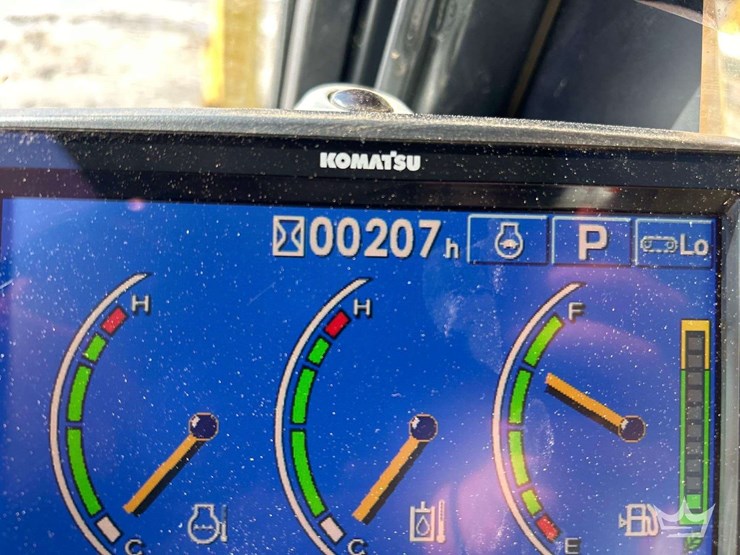 KOMATSU
00207h P Lo
H H F
C C E